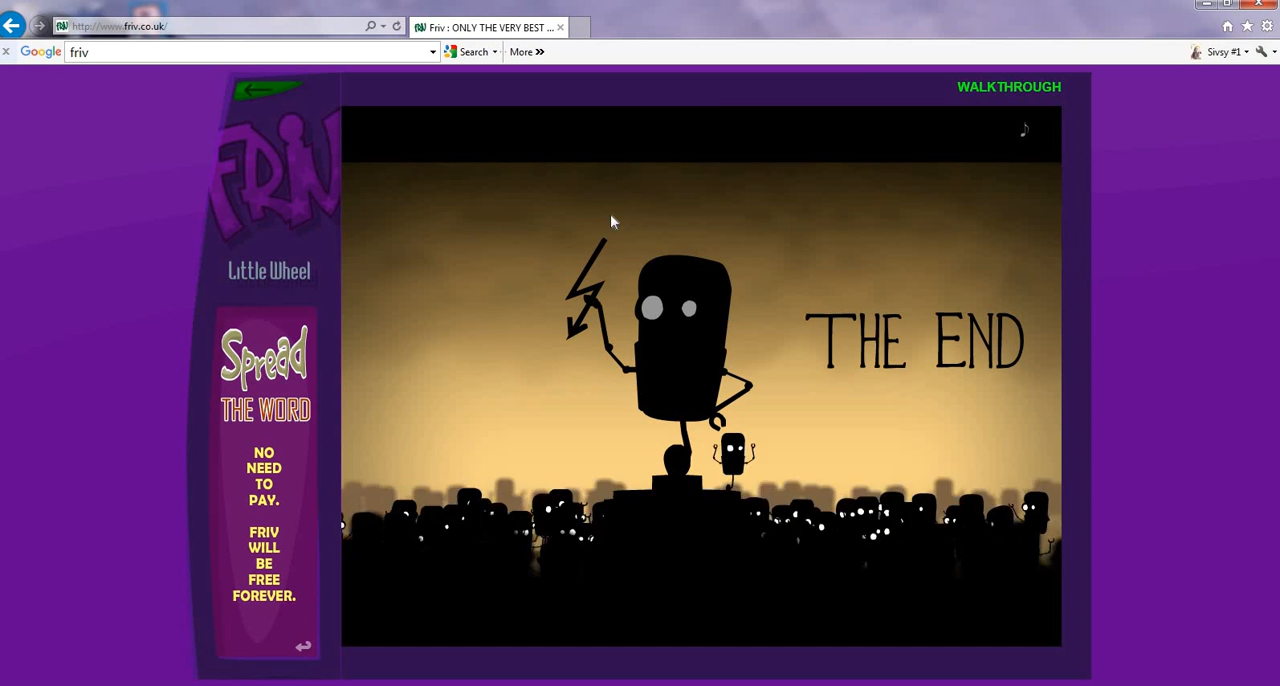 http://www.friv.co.uk/
Friv : ONLY THE VERY BEST ...
Google
friv
Search
More »
Sivsy #1
WALKTHROUGH
FRIV
Little Wheel
THE END
Spread
THE WORD
NO
NEED
TO
PAY.
FRIV
WILL
BE
FREE
FOREVER.